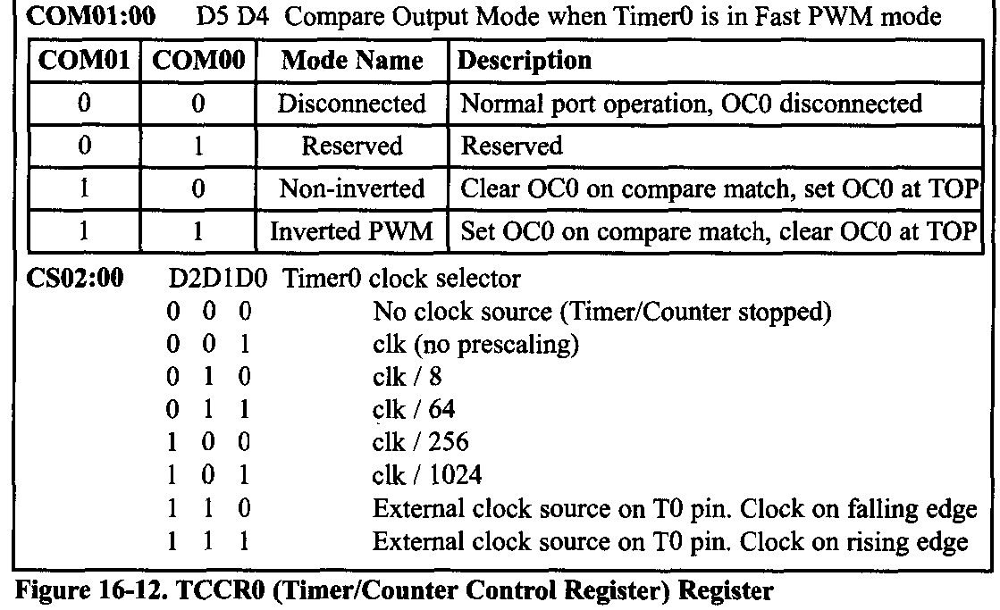 COM01:00 D5 D4 Compare Output Mode when Timer0 is in Fast PWM mode
COM01 COM00 Mode Name Description
0 0 Disconnected Normal port operation, OC0 disconnected
0 1 Reserved Reserved
1 0 Non-inverted Clear OC0 on compare match, set OC0 at TOP
1 1 Inverted PWM Set OC0 on compare match, clear OC0 at TOP
CS02:00 D2D1D0 Timer0 clock selector
0 0 0 No clock source (Timer/Counter stopped)
0 0 1 clk (no prescaling)
0 1 0 clk / 8
0 1 1 clk / 64
1 0 0 clk / 256
1 0 1 clk / 1024
1 1 0 External clock source on T0 pin. Clock on falling edge
1 1 1 External clock source on T0 pin. Clock on rising edge
Figure 16-12. TCCR0 (Timer/Counter Control Register) Register